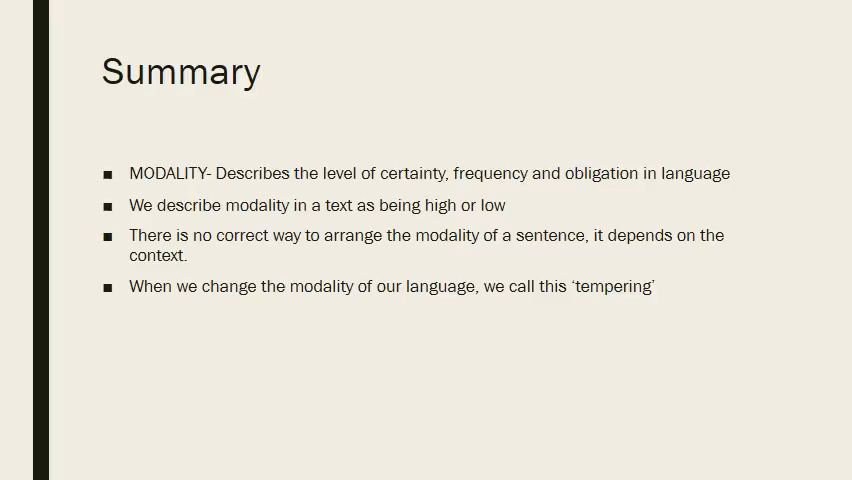 Summary
■ MODALITY- Describes the level of certainty, frequency and obligation in language
■ We describe modality in a text as being high or low
■ There is no correct way to arrange the modality of a sentence, it depends on the
context.
■ When we change the modality of our language, we call this ‘tempering’